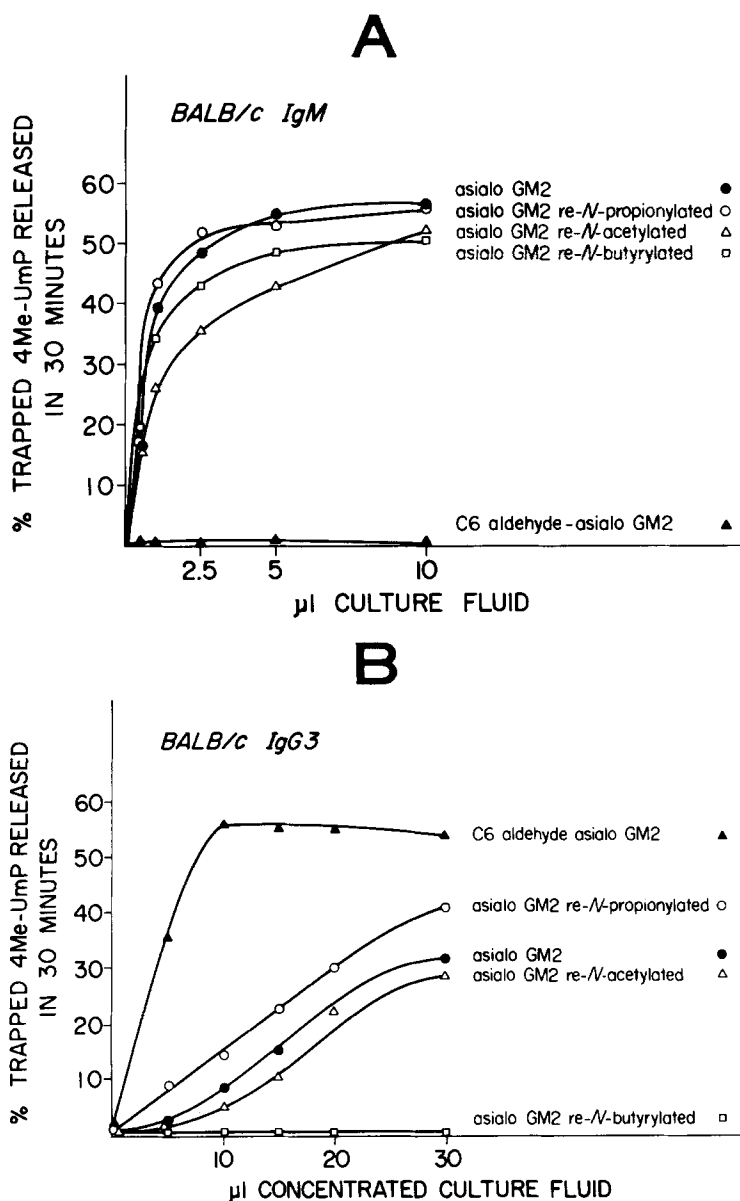 A
BALB/c IgM
% TRAPPED 4Me-UmP RELEASED
IN 30 MINUTES
60
50
40
30
20
10
asialo GM2
asialo GM2 re-N-propionylated
asialo GM2 re-N-acetylated
asialo GM2 re-N-butyrylated
C6 aldehyde-asialo GM2
2.5 5 10
µl CULTURE FLUID
B
BALB/c IgG3
% TRAPPED 4Me-UmP RELEASED
IN 30 MINUTES
60
50
40
30
20
10
C6 aldehyde asialo GM2
asialo GM2 re-N-propionylated
asialo GM2
asialo GM2 re-N-acetylated
asialo GM2 re-N-butyrylated
10 20 30
µl CONCENTRATED CULTURE FLUID